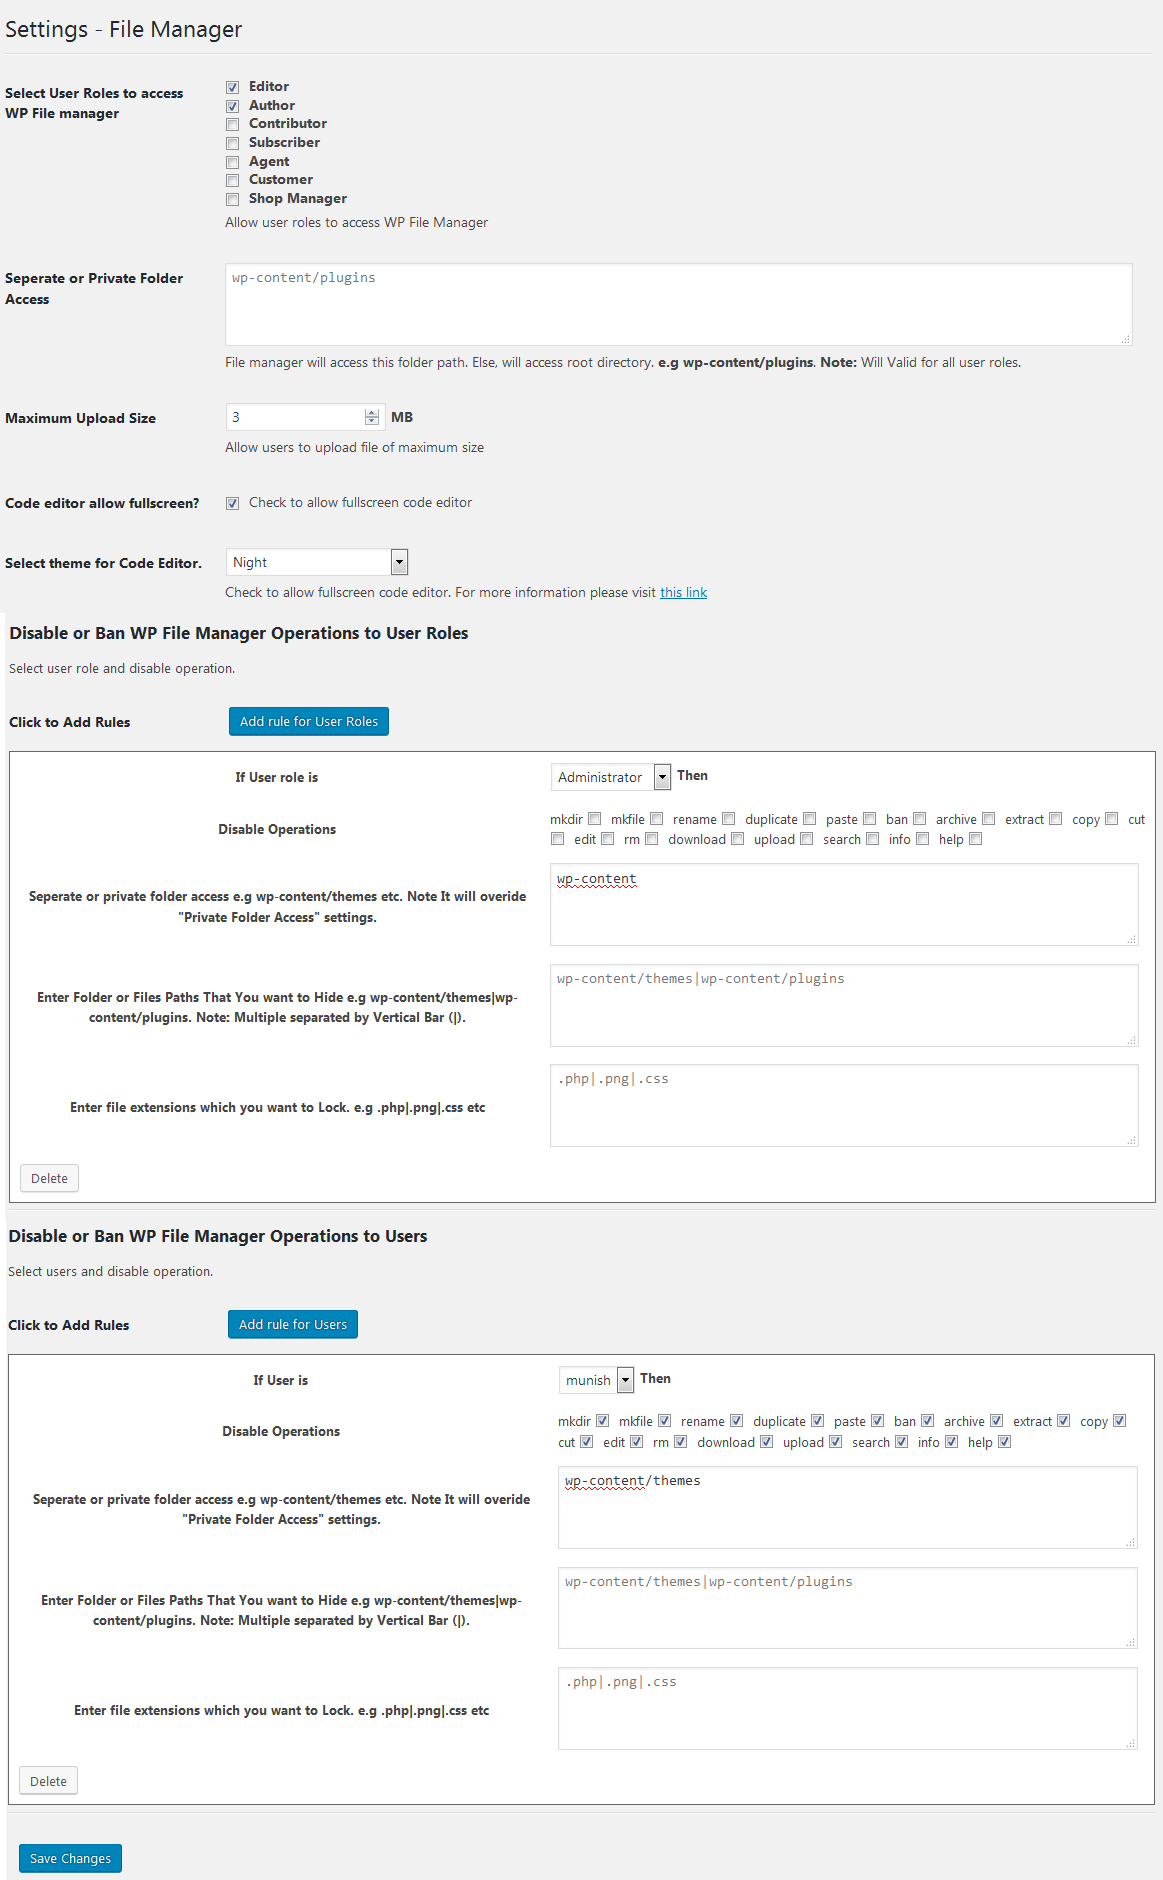 Settings - File Manager
Select User Roles to access
WP File manager
Editor
Author
Contributor
Subscriber
Agent
Customer
Shop Manager
Allow user roles to access WP File Manager
Seperate or Private Folder
Access
wp-content/plugins
File manager will access this folder path. Else, will access root directory. e.g wp-content/plugins. Note: Will Valid for all user roles.
Maximum Upload Size
3
MB
Allow users to upload file of maximum size
Code editor allow fullscreen?
Check to allow fullscreen code editor
Select theme for Code Editor.
Night
Check to allow fullscreen code editor. For more information please visit this link
Disable or Ban WP File Manager Operations to User Roles
Select user role and disable operation.
Click to Add Rules
Add rule for User Roles
If User role is
Administrator
Then
Disable Operations
mkdir mkfile rename duplicate paste ban archive extract copy cut
edit rm download upload search info help
Seperate or private folder access e.g wp-content/themes etc. Note It will overide
"Private Folder Access" settings.
wp-content
Enter Folder or Files Paths That You want to Hide e.g wp-content/themes|wp-
content/plugins. Note: Multiple separated by Vertical Bar (|).
wp-content/themes|wp-content/plugins
Enter file extensions which you want to Lock. e.g .php|.png|.css etc
.php|.png|.css
Delete
Disable or Ban WP File Manager Operations to Users
Select users and disable operation.
Click to Add Rules
Add rule for Users
If User is
munish
Then
Disable Operations
mkdir mkfile rename duplicate paste ban archive extract copy
cut edit rm download upload search info help
Seperate or private folder access e.g wp-content/themes etc. Note It will overide
"Private Folder Access" settings.
wp-content/themes
Enter Folder or Files Paths That You want to Hide e.g wp-content/themes|wp-
content/plugins. Note: Multiple separated by Vertical Bar (|).
wp-content/themes|wp-content/plugins
Enter file extensions which you want to Lock. e.g .php|.png|.css etc
.php|.png|.css
Delete
Save Changes